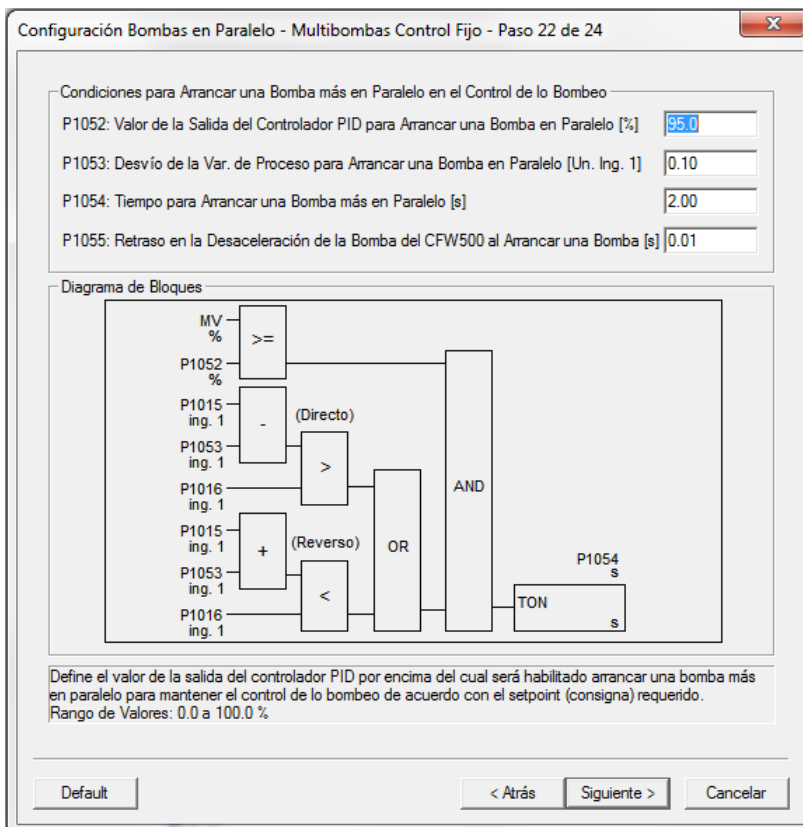 Configuración Bombas en Paralelo - Multibombas Control Fijo - Paso 22 de 24
Condiciones para Arrancar una Bomba más en Paralelo en el Control de lo Bombeo
P1052: Valor de la Salida del Controlador PID para Arrancar una Bomba en Paralelo [%] 95.0
P1053: Desvío de la Var. de Proceso para Arrancar una Bomba en Paralelo [Un. Ing. 1] 0.10
P1054: Tiempo para Arrancar una Bomba más en Paralelo [s] 2.00
P1055: Retraso en la Desaceleración de la Bomba del CFW500 al Arrancar una Bomba [s] 0.01
Diagrama de Bloques
MV
%
>=
P1052
%
P1015
ing. 1
-
(Directo)
P1053
ing. 1
>
P1016
ing. 1
AND
P1015
ing. 1
+
(Reverso)
OR
P1053
ing. 1
<
P1016
ing. 1
P1054
s
TON
s
Define el valor de la salida del controlador PID por encima del cual será habilitado arrancar una bomba más
en paralelo para mantener el control de lo bombeo de acuerdo con el setpoint (consigna) requerido.
Rango de Valores: 0.0 a 100.0 %
Default < Atrás Siguiente > Cancelar